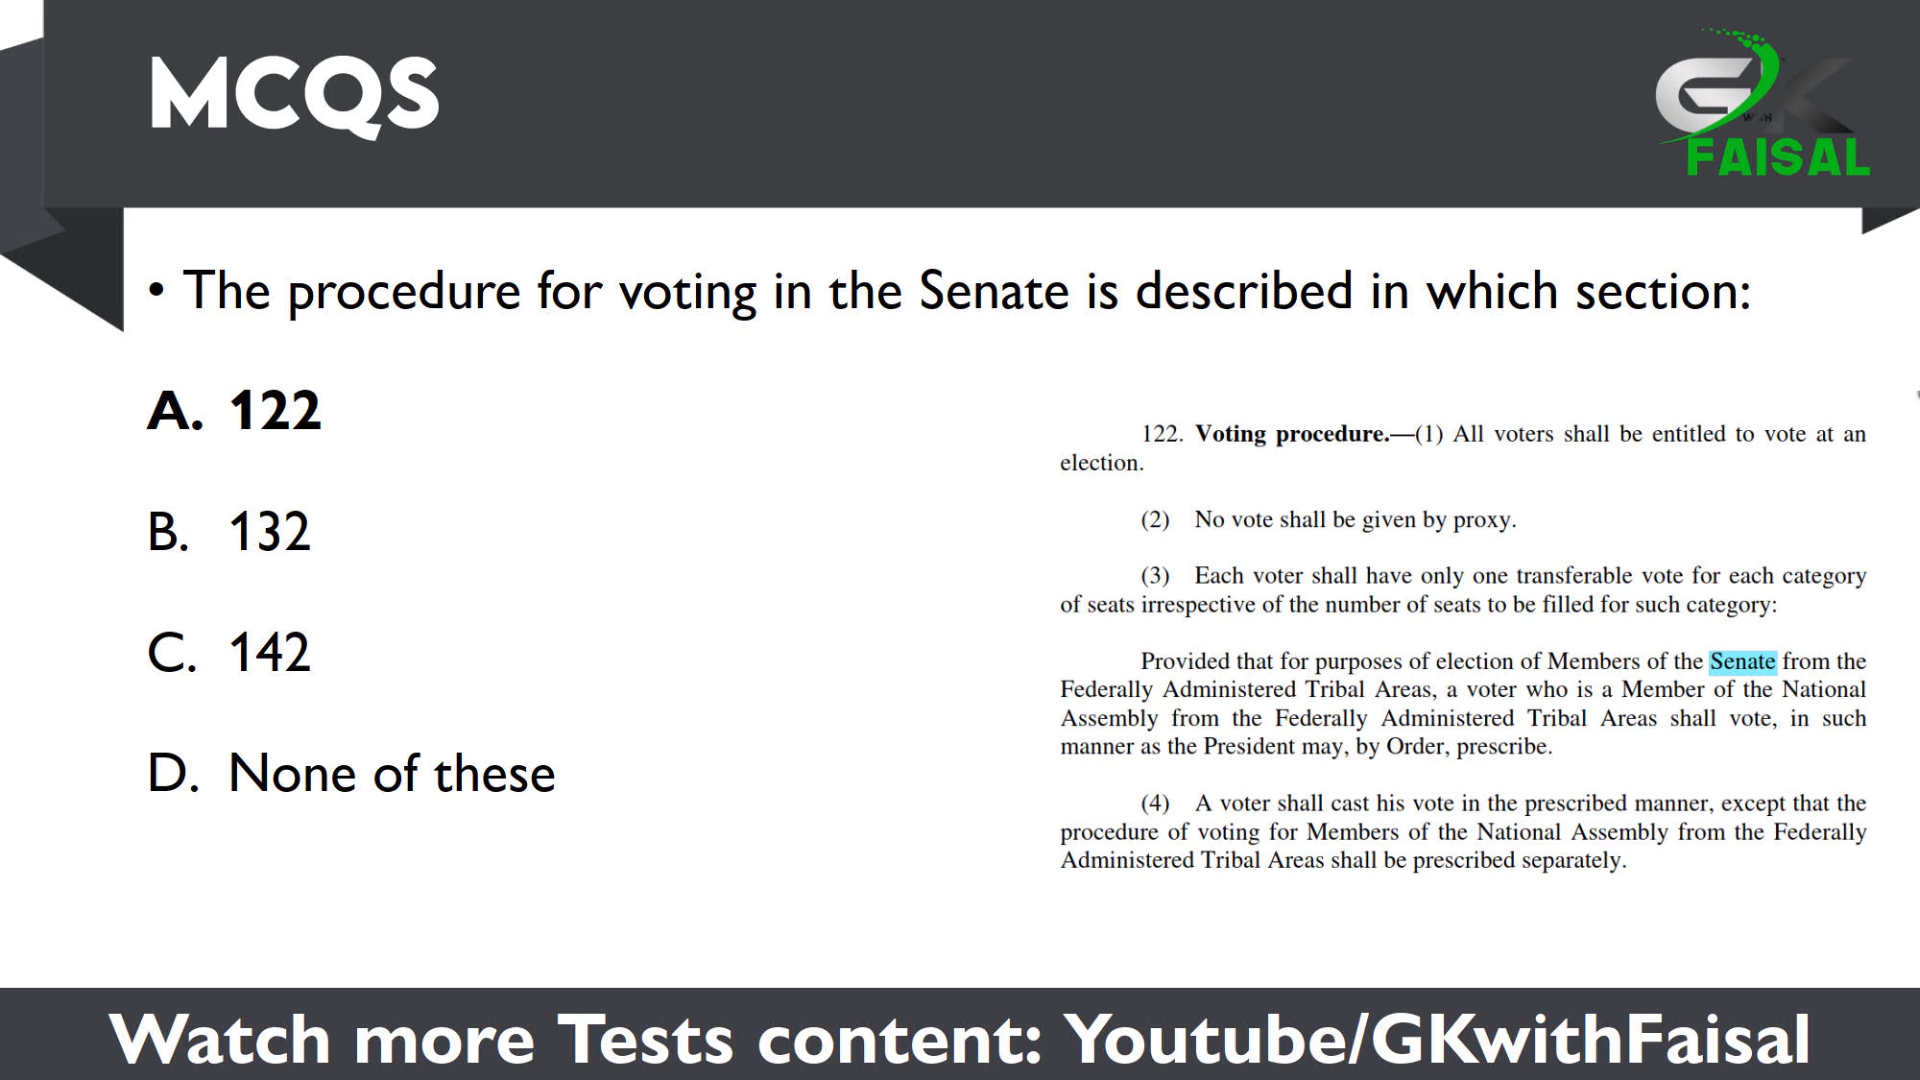 MCQS
GK
WITH
FAISAL
• The procedure for voting in the Senate is described in which section:
A. 122
B. 132
C. 142
D. None of these
122. Voting procedure.—(1) All voters shall be entitled to vote at an
election.
(2) No vote shall be given by proxy.
(3) Each voter shall have only one transferable vote for each category
of seats irrespective of the number of seats to be filled for such category:
Provided that for purposes of election of Members of the Senate from the
Federally Administered Tribal Areas, a voter who is a Member of the National
Assembly from the Federally Administered Tribal Areas shall vote, in such
manner as the President may, by Order, prescribe.
(4) A voter shall cast his vote in the prescribed manner, except that the
procedure of voting for Members of the National Assembly from the Federally
Administered Tribal Areas shall be prescribed separately.
Watch more Tests content: Youtube/GKwithFaisal